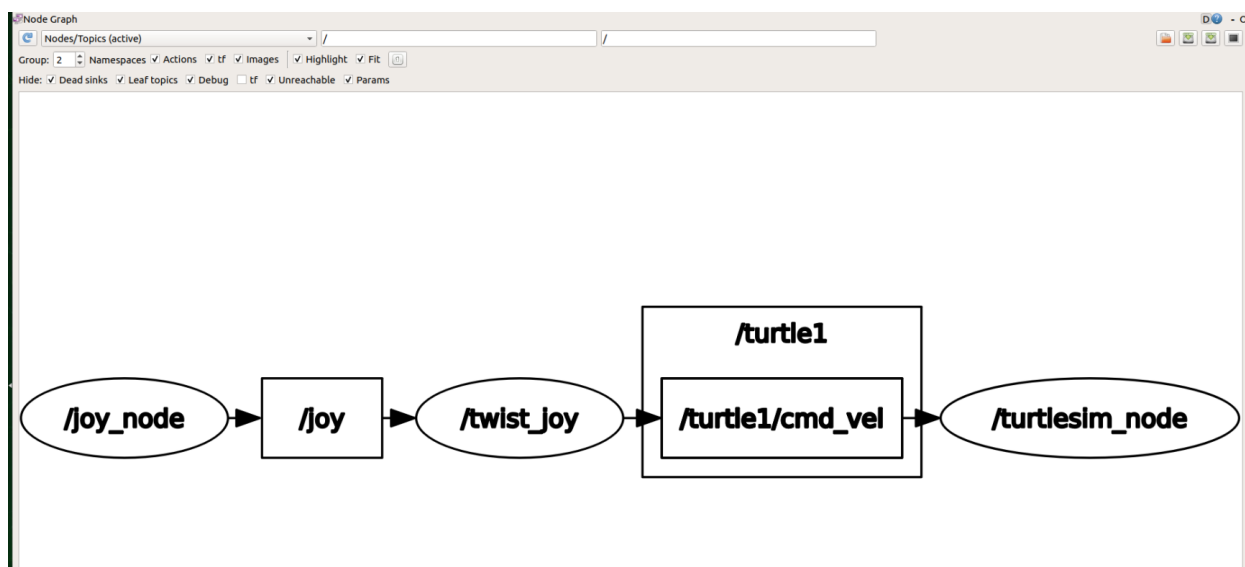 Node Graph
D - O
Nodes/Topics (active) / /
Group: 2 Namespaces Actions tf Images Highlight Fit
Hide: Dead sinks Leaf topics Debug tf Unreachable Params
/turtle1
/joy_node /joy /twist_joy /turtle1/cmd_vel /turtlesim_node